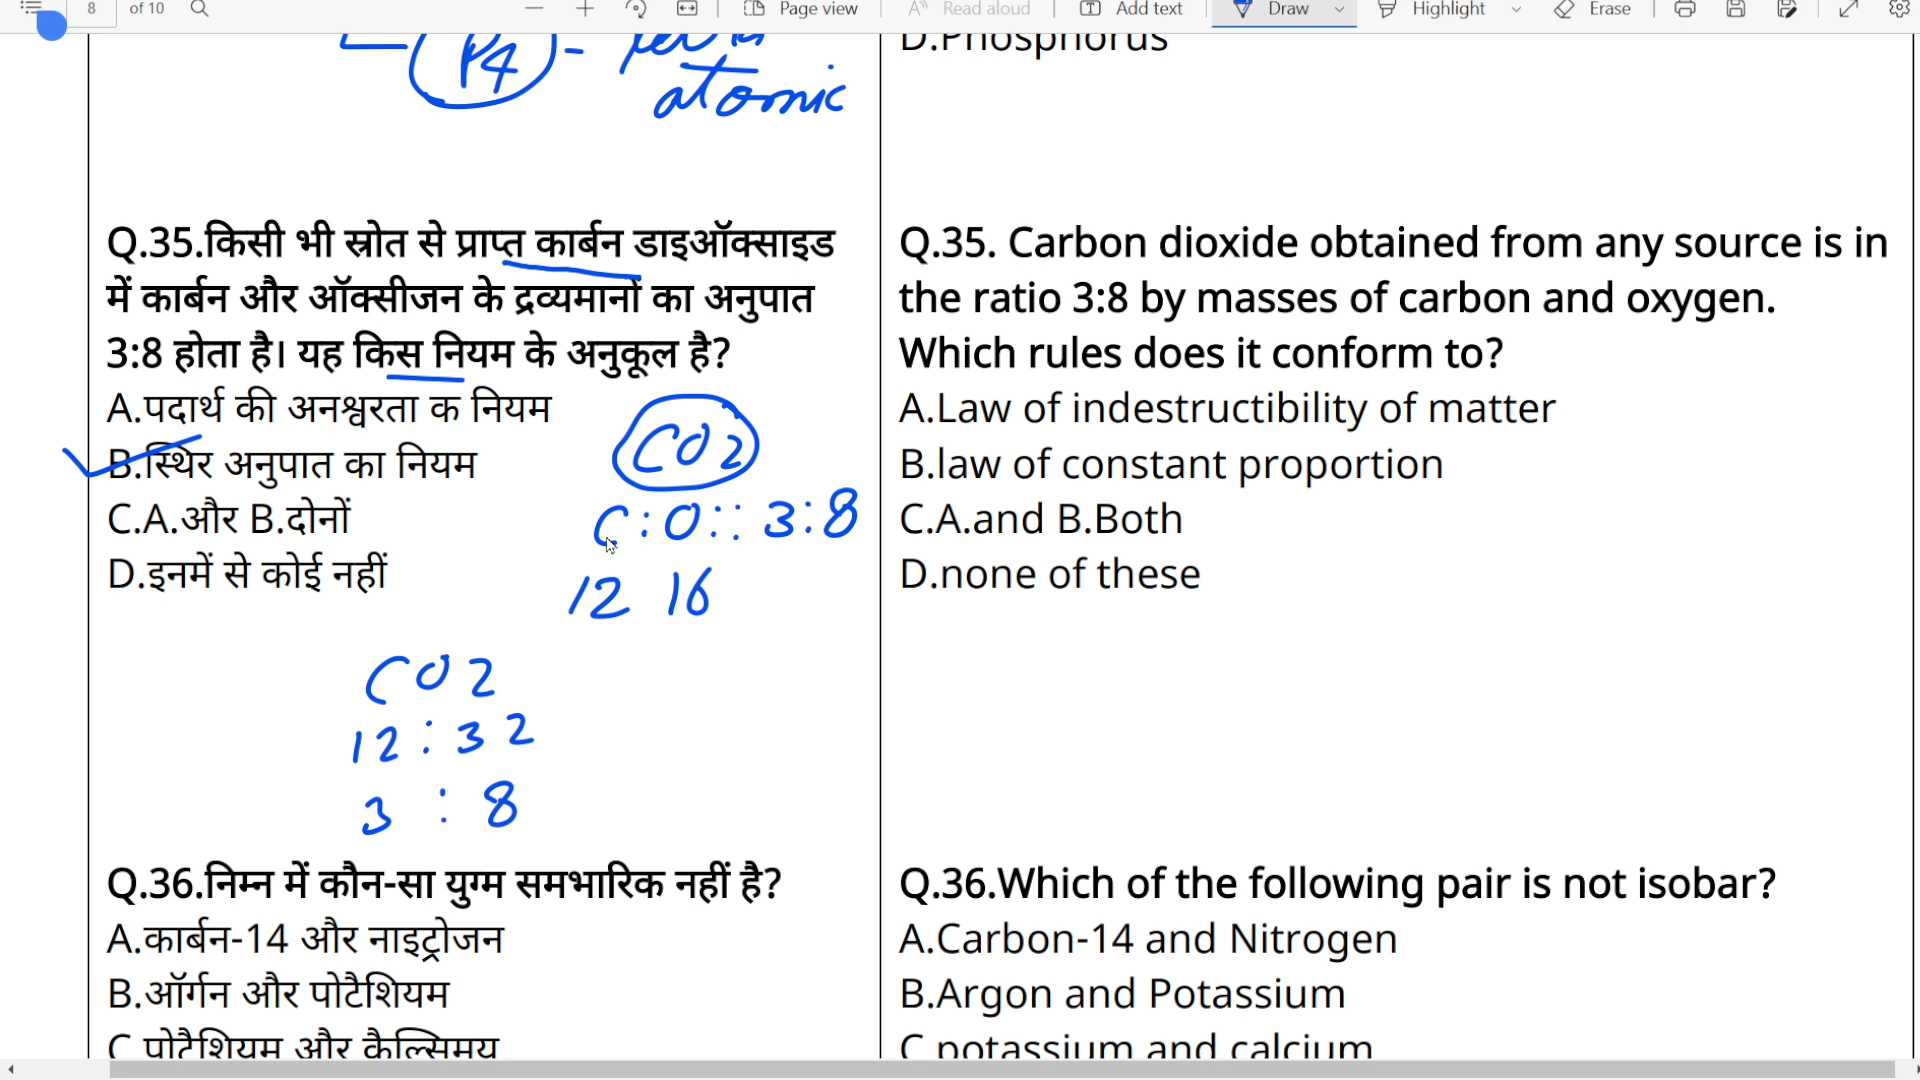 8 of 10 Page view Read aloud Add text Draw Highlight Erase
(P4) -
atomic
D.Phosphorus
Q.35.किसी भी स्रोत से प्राप्त कार्बन डाइऑक्साइड
में कार्बन और ऑक्सीजन के द्रव्यमानों का अनुपात
3:8 होता है। यह किस नियम के अनुकूल है?
A.पदार्थ की अनश्वरता क नियम
B.स्थिर अनुपात का नियम
C.A.और B.दोनों
D.इनमें से कोई नहीं
CO2
C:O::3:8
12 16
CO2
12:32
3 : 8
Q.35. Carbon dioxide obtained from any source is in
the ratio 3:8 by masses of carbon and oxygen.
Which rules does it conform to?
A.Law of indestructibility of matter
B.law of constant proportion
C.A.and B.Both
D.none of these
Q.36.निम्न में कौन-सा युग्म समभारिक नहीं है?
A.कार्बन-14 और नाइट्रोजन
B.ऑर्गन और पोटैशियम
C पोटैशियम और कैल्सिमय
Q.36.Which of the following pair is not isobar?
A.Carbon-14 and Nitrogen
B.Argon and Potassium
C potassium and calcium